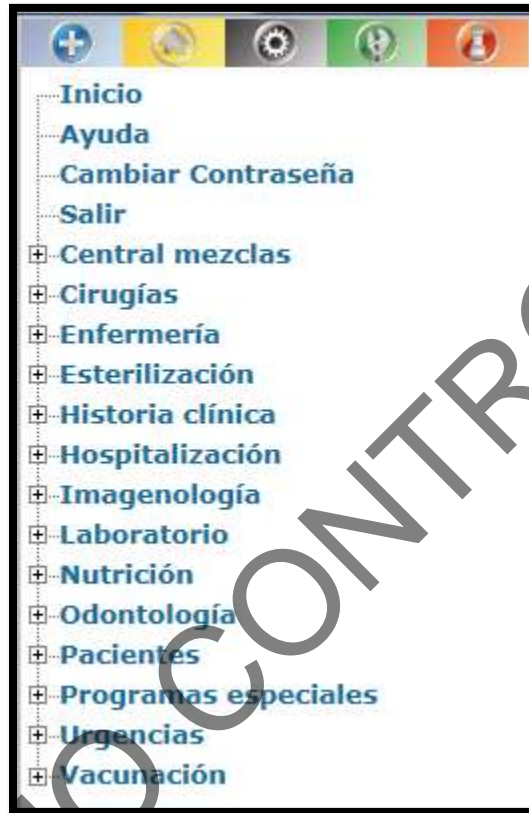 Inicio
Ayuda
Cambiar Contraseña
Salir
Central mezclas
Cirugías
Enfermería
Esterilización
Historia clínica
Hospitalización
Imagenología
Laboratorio
Nutrición
Odontología
Pacientes
Programas especiales
Urgencias
Vacunación